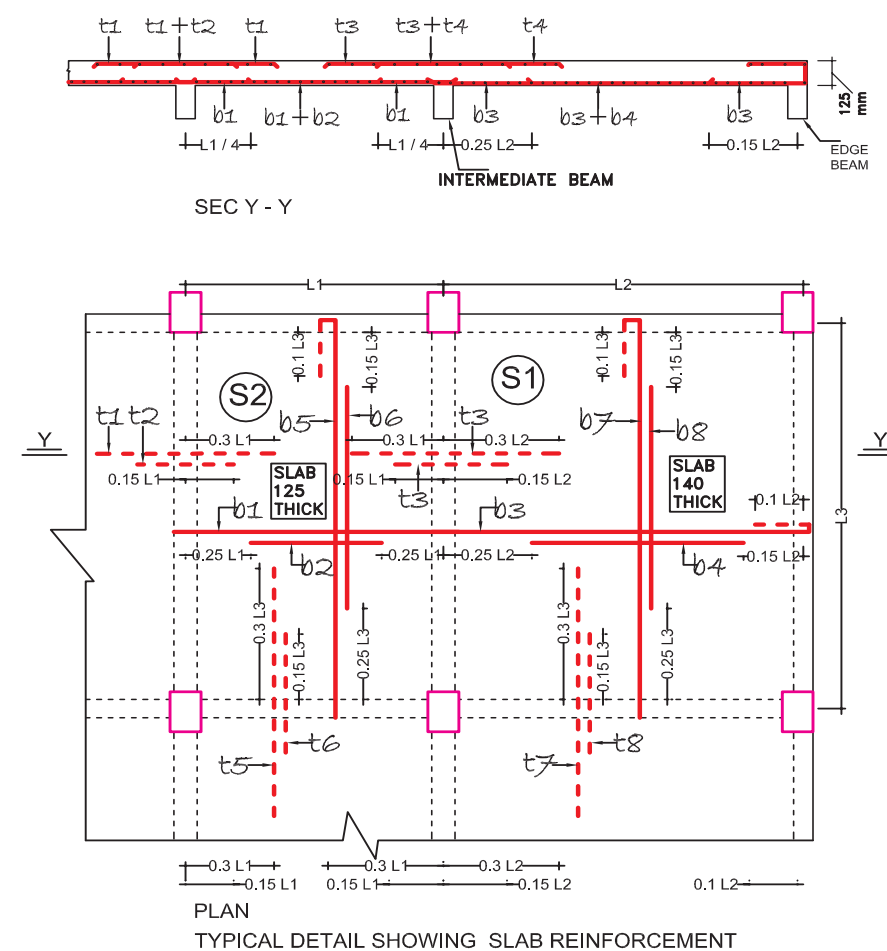 t1 t1+t2 t1 t3 t3+t4 t4
125 mm
b1 b1+b2 b1 b3 b3+b4 b3
L1 / 4 L1 / 4 0.25 L2 0.15 L2
EDGE BEAM
INTERMEDIATE BEAM
SEC Y - Y
L1 L2
0.1 L3 0.15 L3 0.1 L3 0.15 L3
S2 S1
t1 t2 b5 b6 t3 b7 b8
Y Y
0.3 L1 0.3 L1 0.3 L2
SLAB 125 THICK
SLAB 140 THICK
0.15 L1 0.15 L1 t3 0.15 L2
0.1 L2
L3
b1 b3
0.25 L1 b2 0.25 L1 0.25 L2 b4 0.15 L2
0.3 L3 0.15 L3 0.25 L3 0.3 L3 0.15 L3 0.25 L3
t6 t8
t5 t7
0.3 L1 0.3 L1 0.3 L2
0.15 L1 0.15 L1 0.15 L2 0.1 L2
PLAN
TYPICAL DETAIL SHOWING SLAB REINFORCEMENT